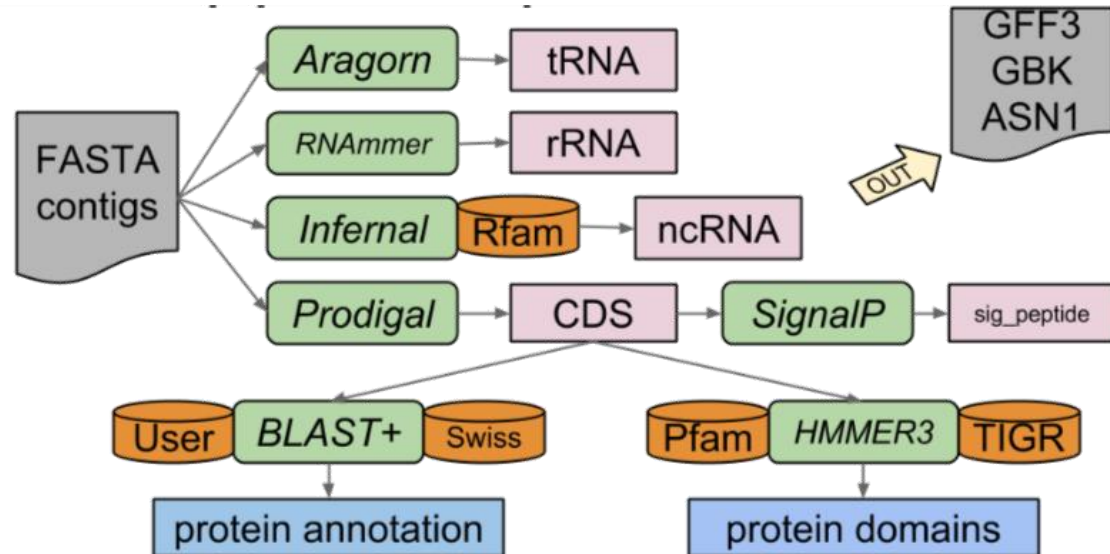 GFF3
GBK
ASN1
Aragorn
tRNA
FASTA
contigs
RNAmmer
rRNA
OUT
Infernal
Rfam
ncRNA
Prodigal
CDS
SignalP
sig_peptide
User
BLAST+
Swiss
Pfam
HMMER3
TIGR
protein annotation
protein domains